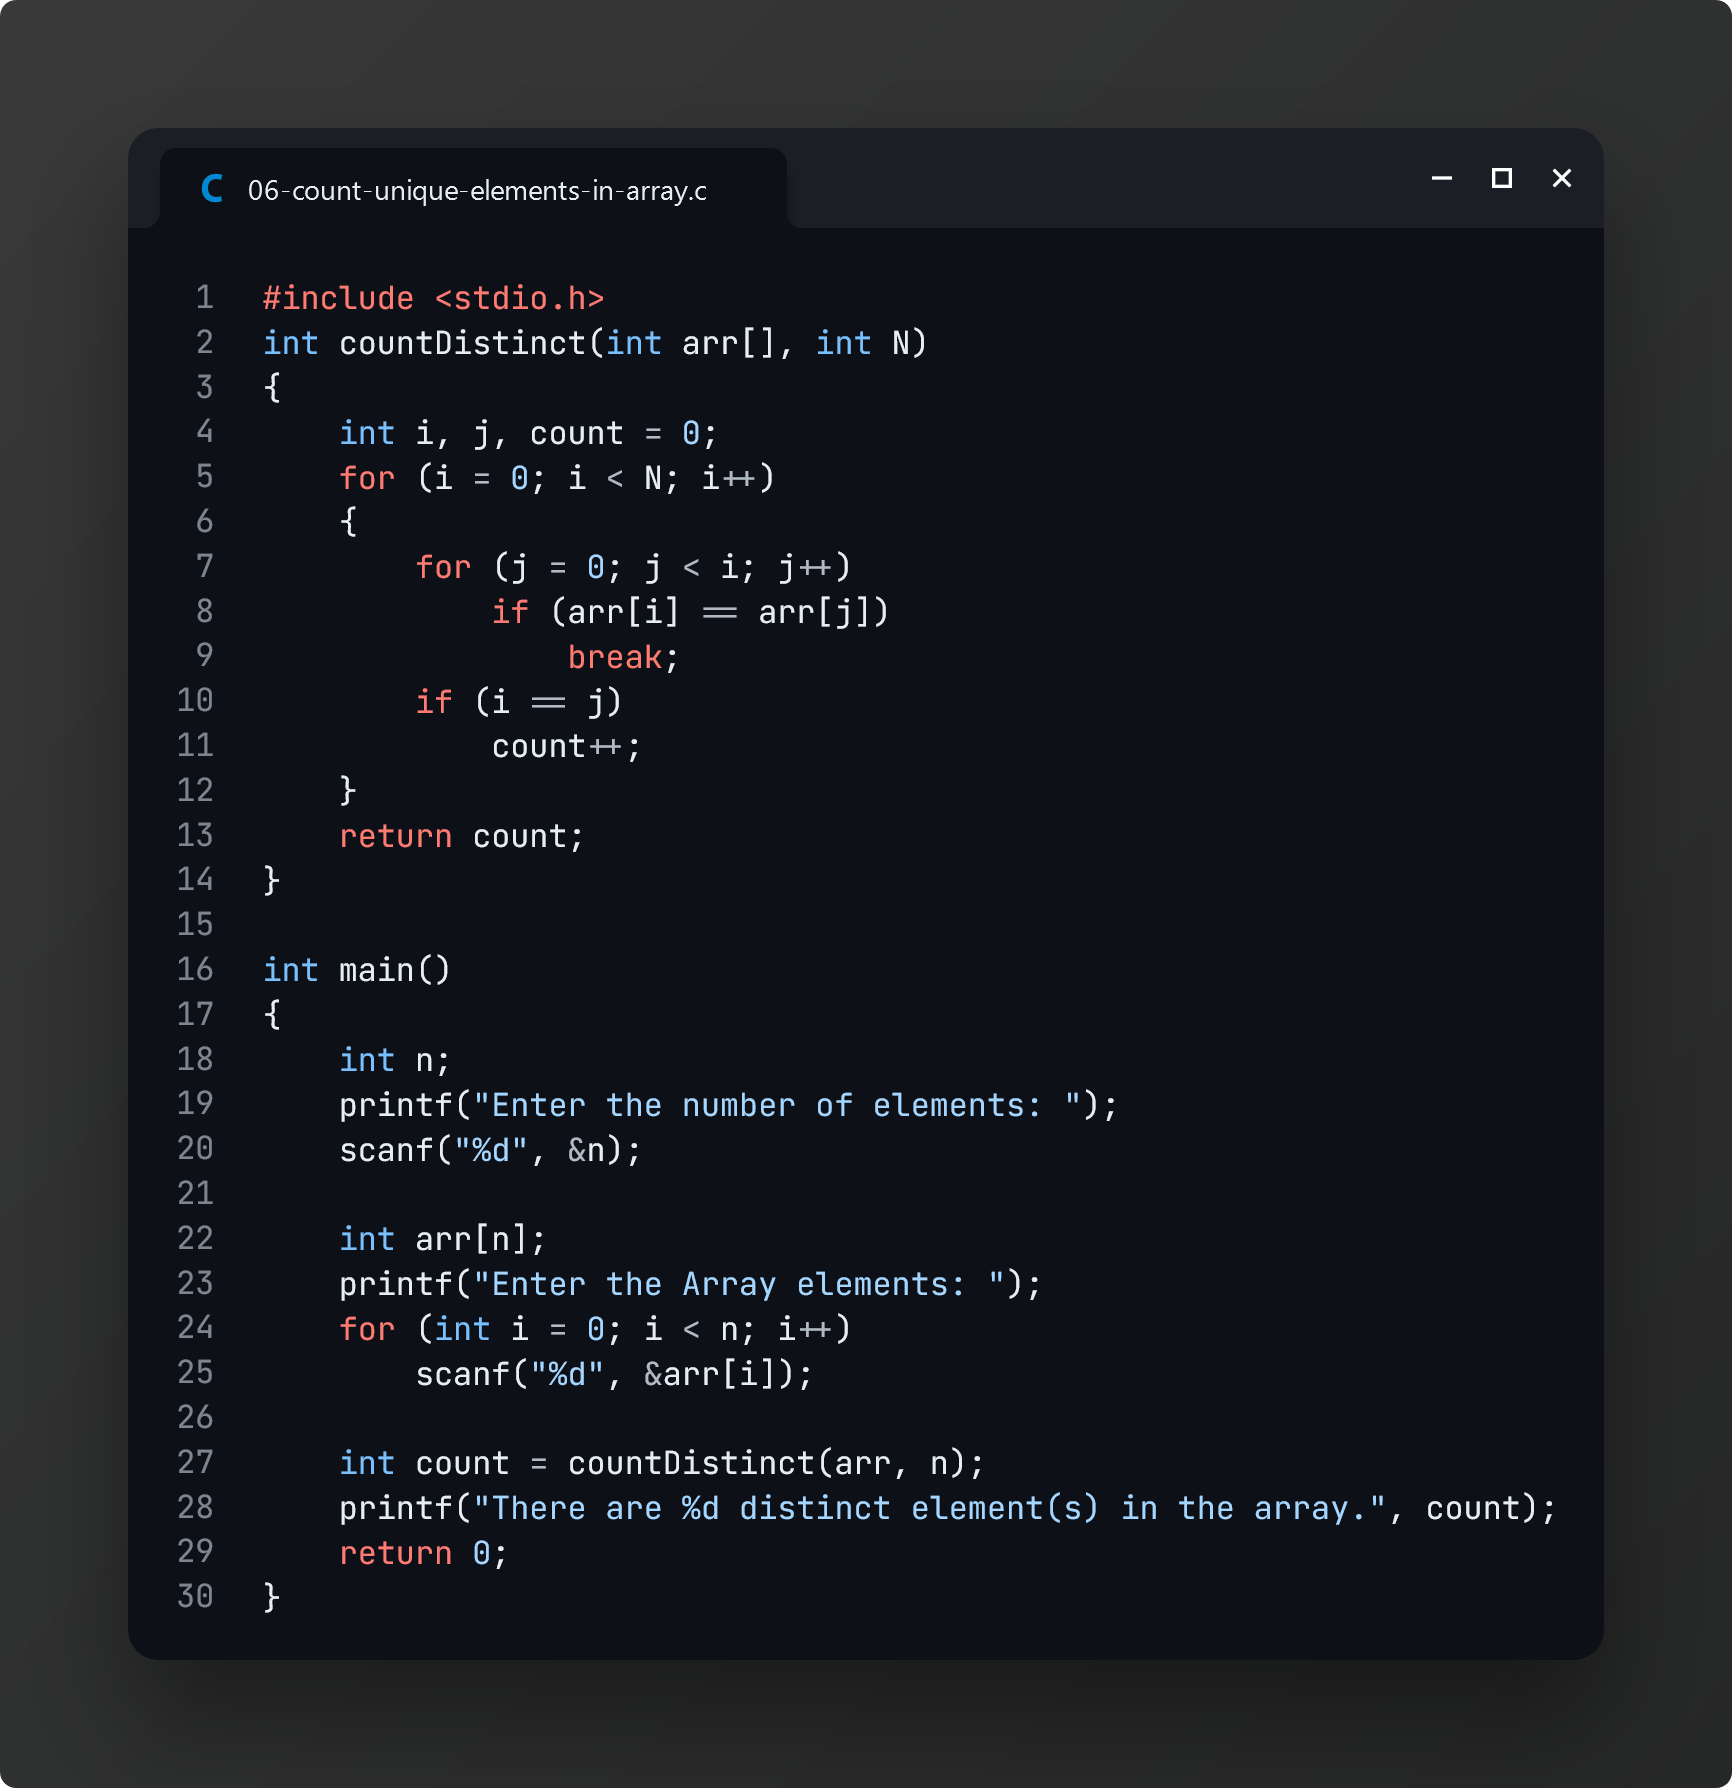 C 06-count-unique-elements-in-array.c
1 #include <stdio.h>
2 int countDistinct(int arr[], int N)
3 {
4     int i, j, count = 0;
5     for (i = 0; i < N; i++)
6     {
7         for (j = 0; j < i; j++)
8             if (arr[i] == arr[j])
9                 break;
10         if (i == j)
11             count++;
12     }
13     return count;
14 }
15
16 int main()
17 {
18     int n;
19     printf("Enter the number of elements: ");
20     scanf("%d", &n);
21
22     int arr[n];
23     printf("Enter the Array elements: ");
24     for (int i = 0; i < n; i++)
25         scanf("%d", &arr[i]);
26
27     int count = countDistinct(arr, n);
28     printf("There are %d distinct element(s) in the array.", count);
29     return 0;
30 }